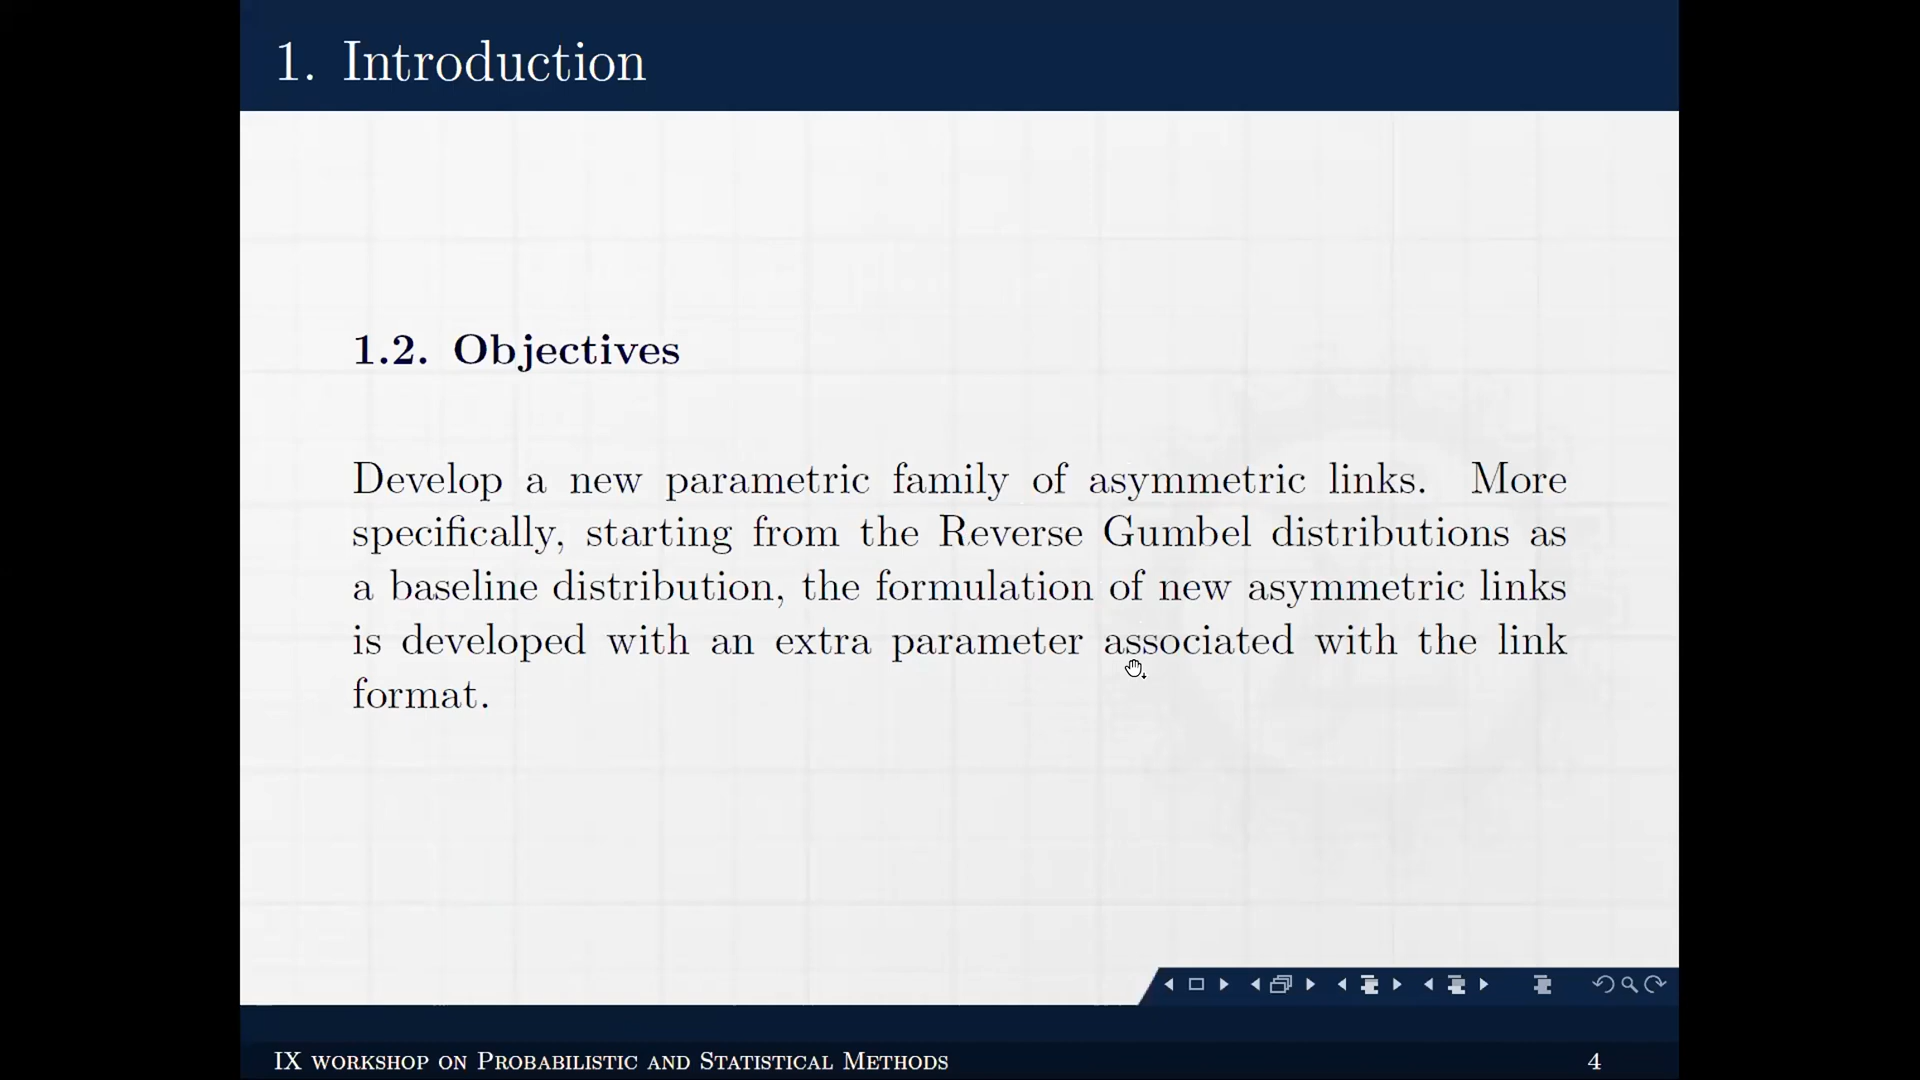 1. Introduction
1.2. Objectives
Develop a new parametric family of asymmetric links. More
specifically, starting from the Reverse Gumbel distributions as
a baseline distribution, the formulation of new asymmetric links
is developed with an extra parameter associated with the link
format.
IX WORKSHOP ON PROBABILISTIC AND STATISTICAL METHODS
4